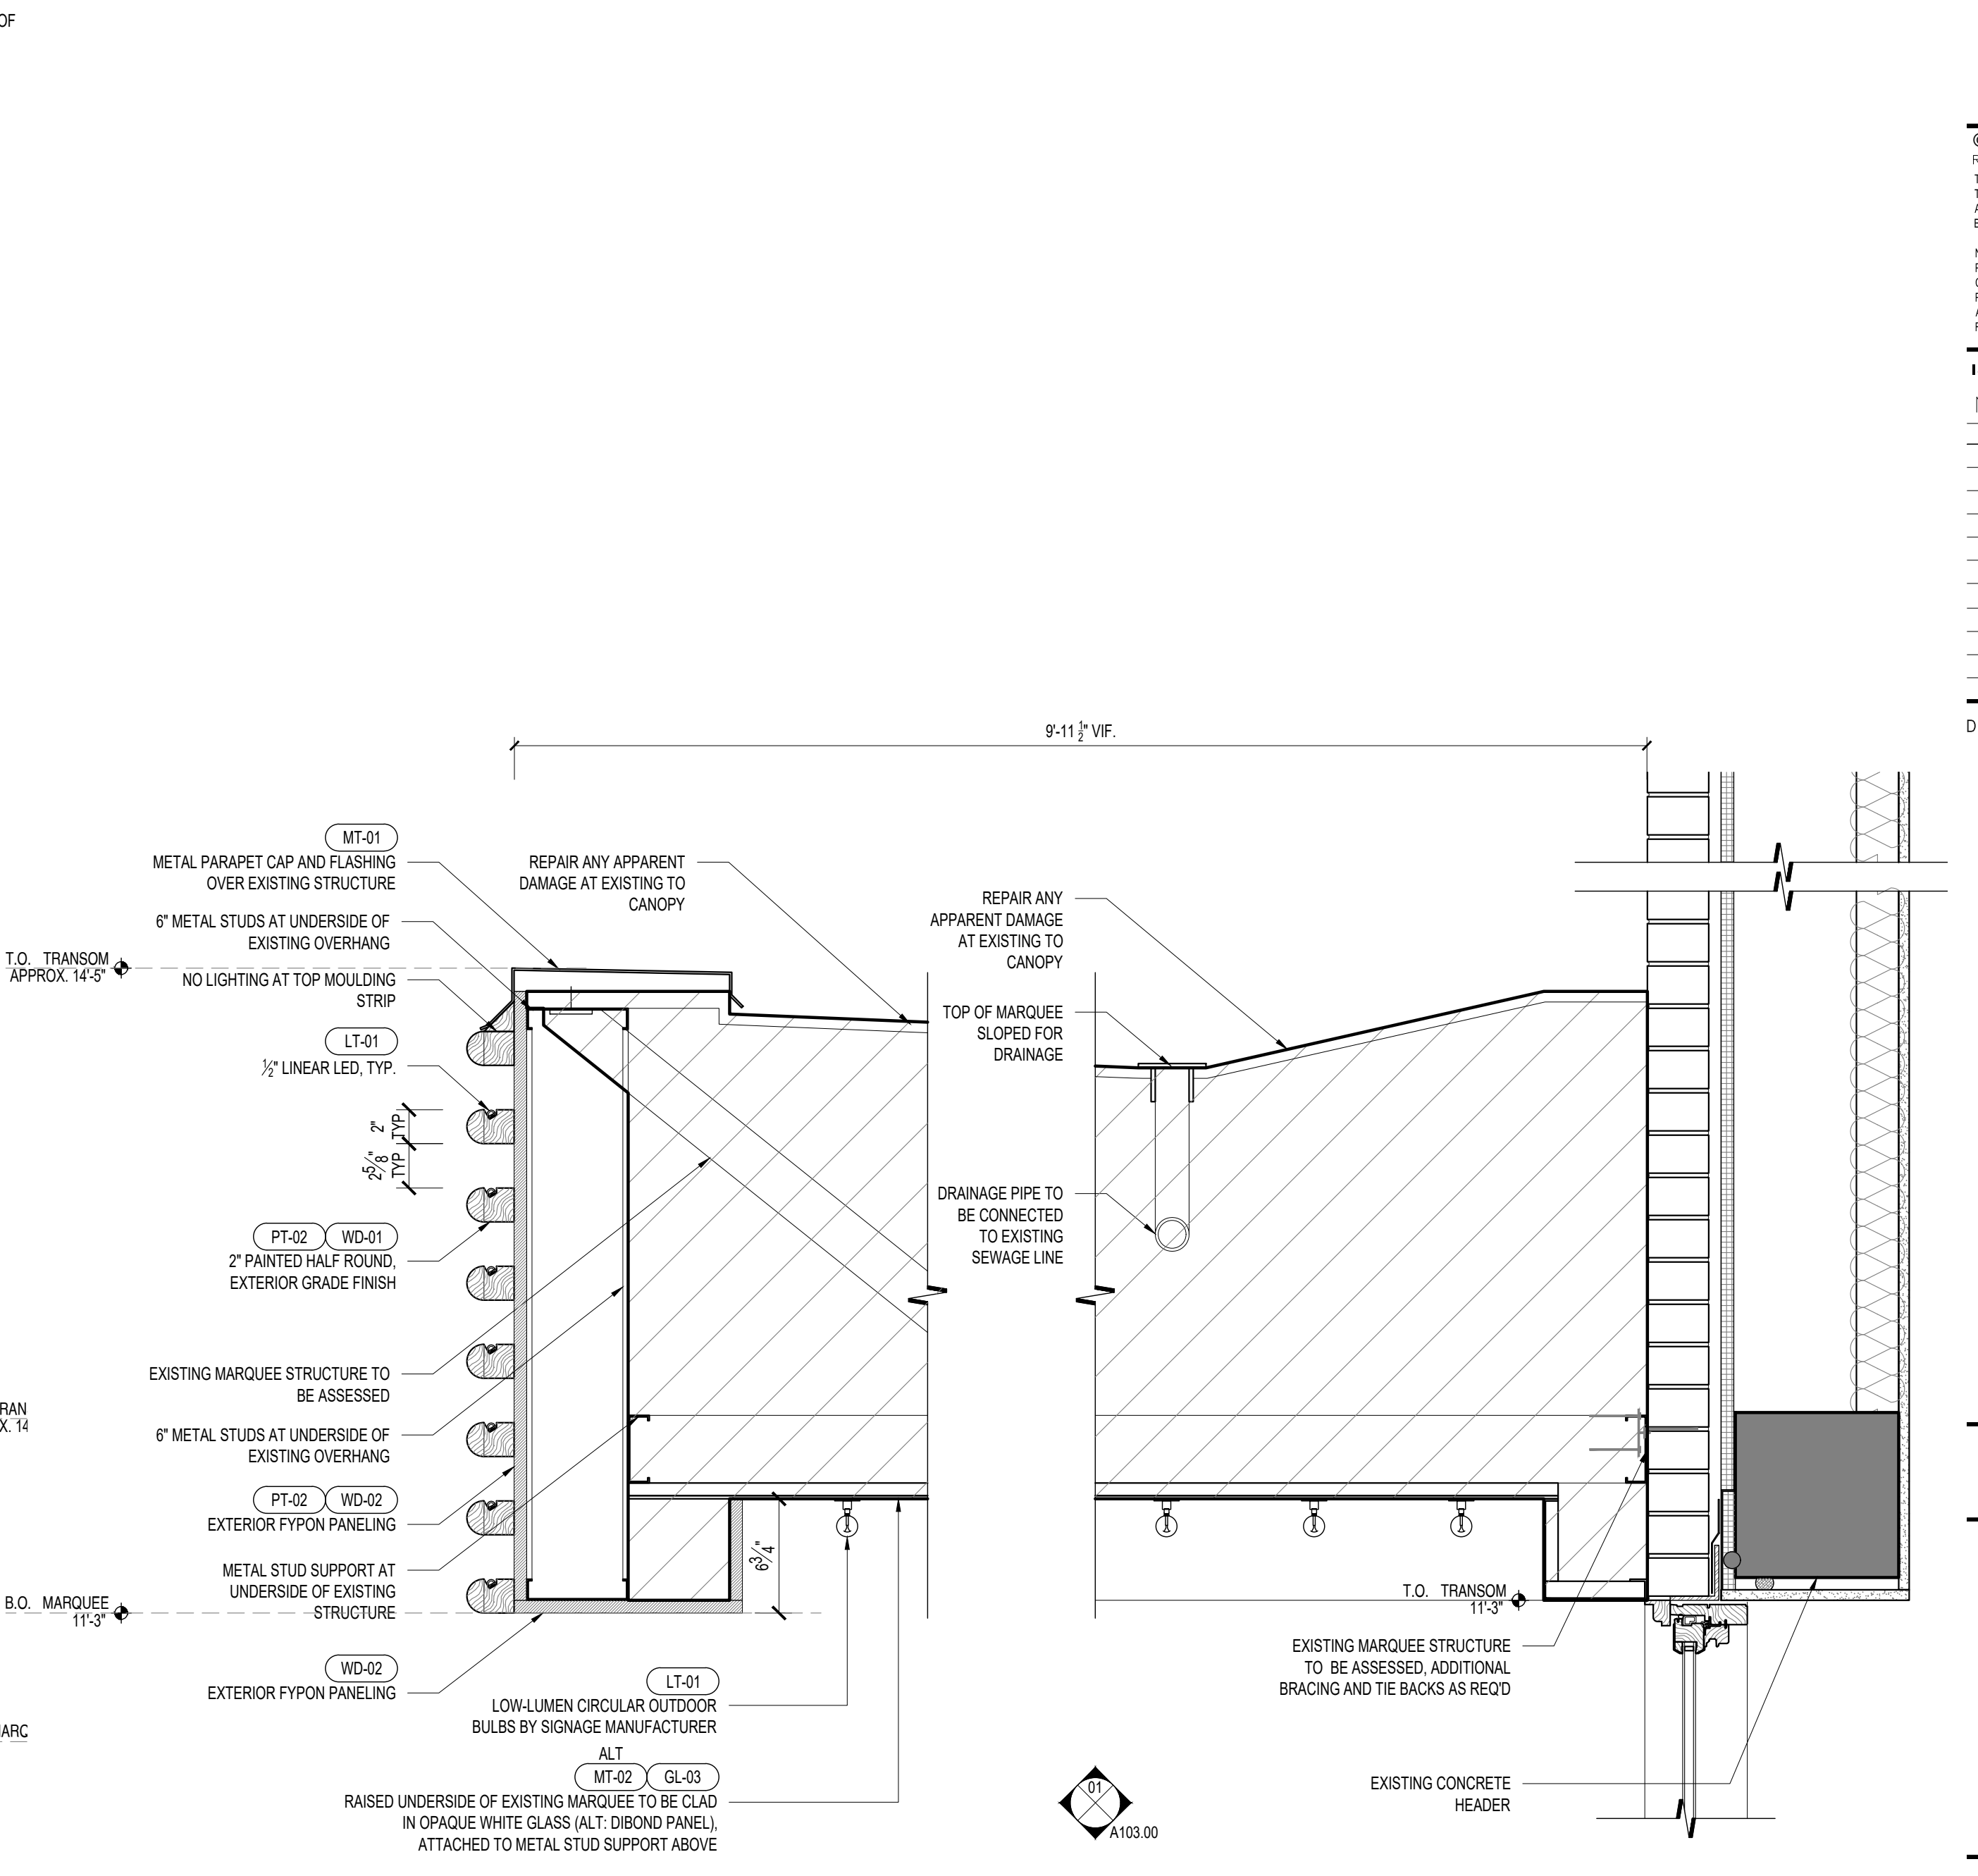 OF
9'-11 1/2" VIF.
MT-01
METAL PARAPET CAP AND FLASHING
OVER EXISTING STRUCTURE
6" METAL STUDS AT UNDERSIDE OF
EXISTING OVERHANG
T.O. TRANSOM
APPROX. 14'-5"
NO LIGHTING AT TOP MOULDING
STRIP
LT-01
1/2" LINEAR LED, TYP.
2"
TYP
2 5/8"
TYP
PT-02 WD-01
2" PAINTED HALF ROUND,
EXTERIOR GRADE FINISH
EXISTING MARQUEE STRUCTURE TO
BE ASSESSED
6" METAL STUDS AT UNDERSIDE OF
EXISTING OVERHANG
PT-02 WD-02
EXTERIOR FYPON PANELING
METAL STUD SUPPORT AT
UNDERSIDE OF EXISTING
STRUCTURE
B.O. MARQUEE
11'-3"
WD-02
EXTERIOR FYPON PANELING
REPAIR ANY APPARENT
DAMAGE AT EXISTING TO
CANOPY
REPAIR ANY
APPARENT DAMAGE
AT EXISTING TO
CANOPY
TOP OF MARQUEE
SLOPED FOR
DRAINAGE
DRAINAGE PIPE TO
BE CONNECTED
TO EXISTING
SEWAGE LINE
6 3/4"
LT-01
LOW-LUMEN CIRCULAR OUTDOOR
BULBS BY SIGNAGE MANUFACTURER
ALT
MT-02 GL-03
RAISED UNDERSIDE OF EXISTING MARQUEE TO BE CLAD
IN OPAQUE WHITE GLASS (ALT: DIBOND PANEL),
ATTACHED TO METAL STUD SUPPORT ABOVE
T.O. TRANSOM
11'-3"
EXISTING MARQUEE STRUCTURE
TO BE ASSESSED, ADDITIONAL
BRACING AND TIE BACKS AS REQ'D
EXISTING CONCRETE
HEADER
01
A103.00
RAN
X. 14